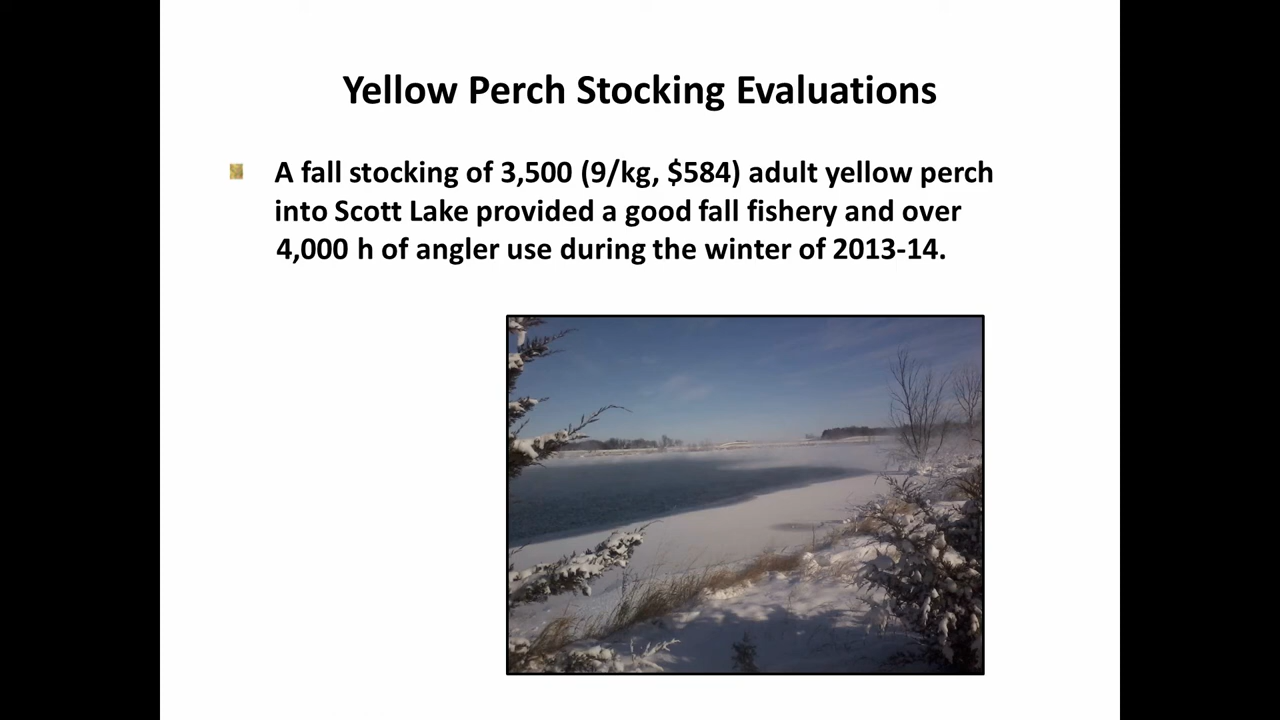 Yellow Perch Stocking Evaluations
A fall stocking of 3,500 (9/kg, $584) adult yellow perch
into Scott Lake provided a good fall fishery and over
4,000 h of angler use during the winter of 2013-14.